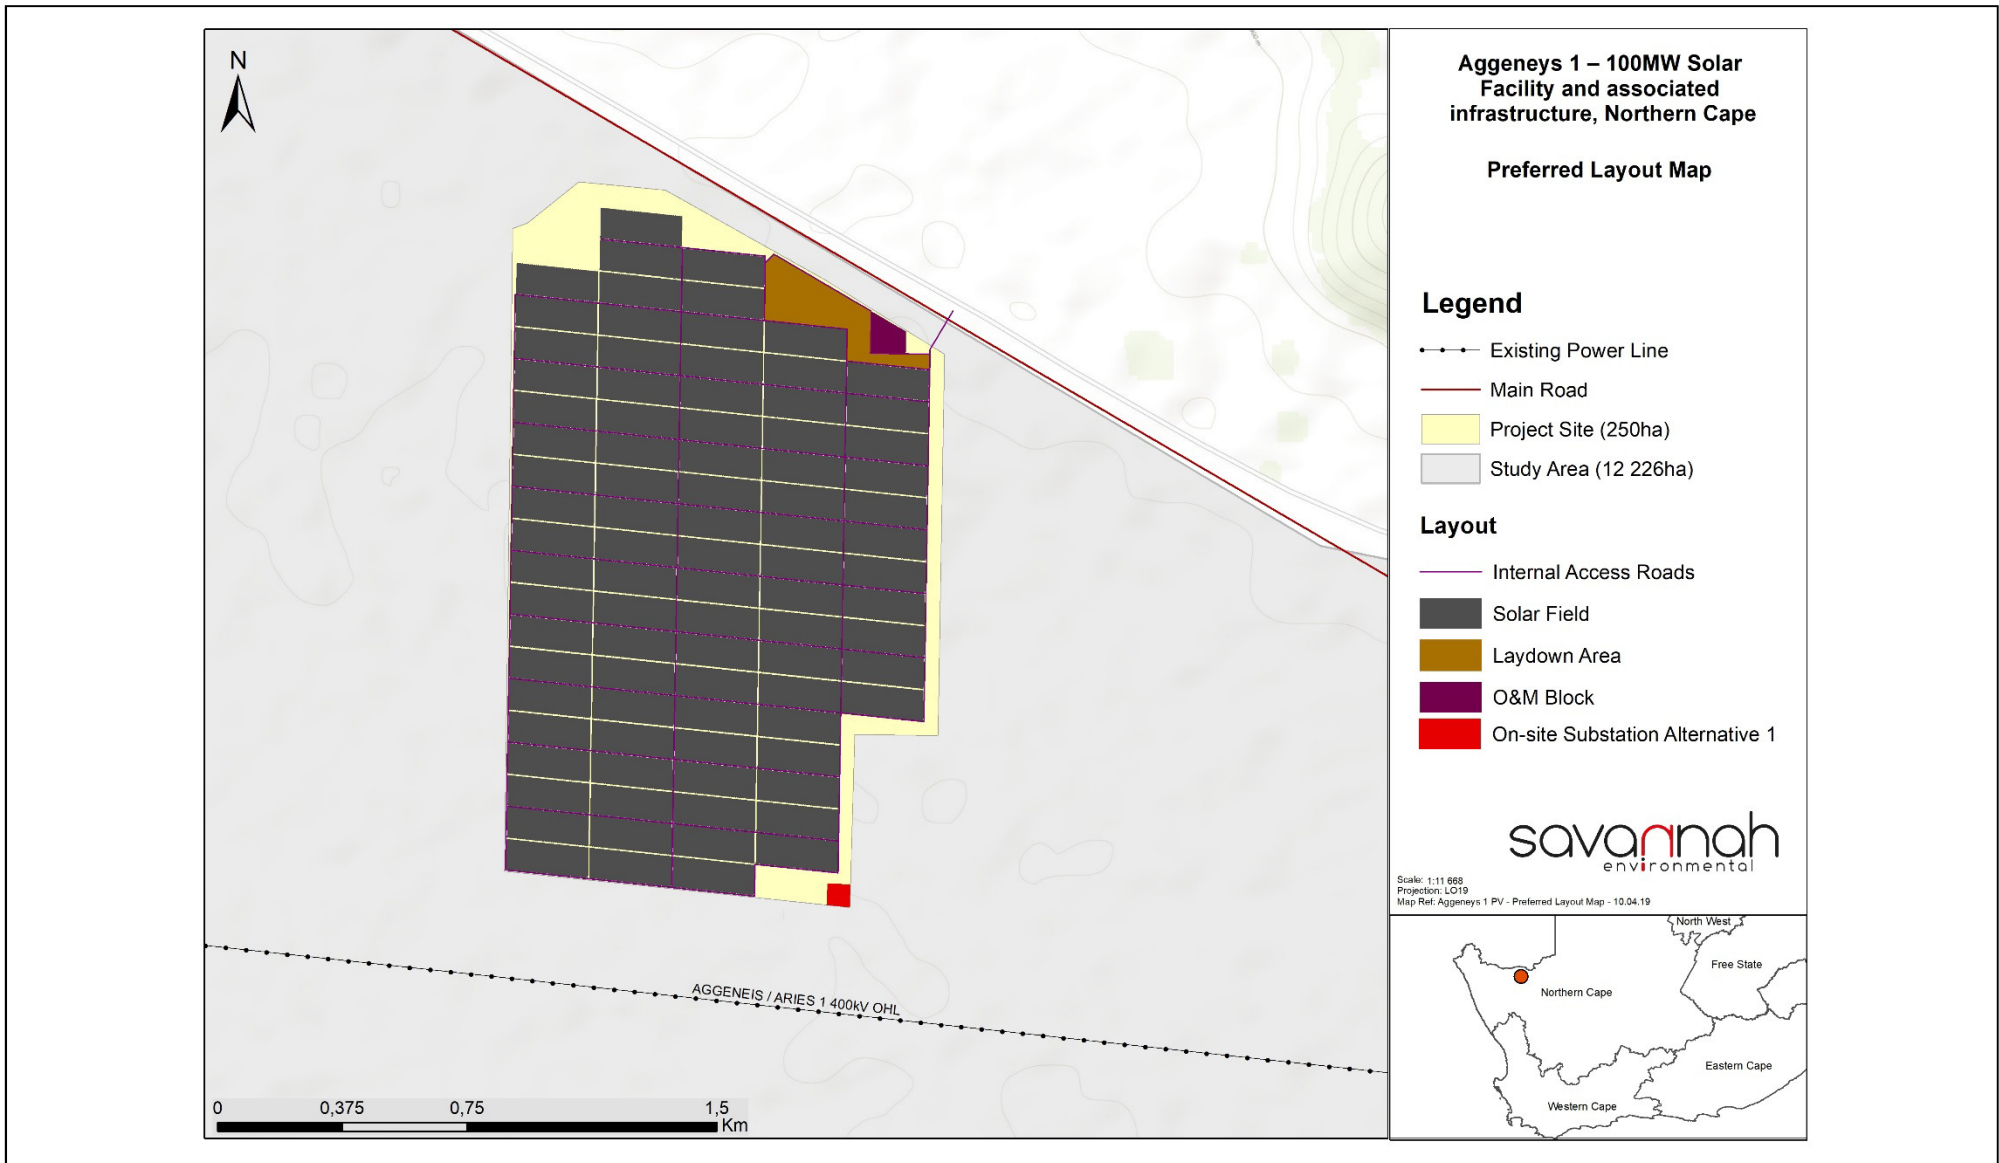 N
Aggeneys 1 – 100MW Solar
Facility and associated
infrastructure, Northern Cape
Preferred Layout Map
Legend
Existing Power Line
Main Road
Project Site (250ha)
Study Area (12 226ha)
Layout
Internal Access Roads
Solar Field
Laydown Area
O&M Block
On-site Substation Alternative 1
savannah
environmental
Scale: 1:11 668
Projection: LO19
Map Ref: Aggeneys 1 PV - Preferred Layout Map - 10.04.19
AGGENEIS / ARIES 1 400kV OHL
0 0,375 0,75 1,5
Km
North West
Free State
Northern Cape
Eastern Cape
Western Cape